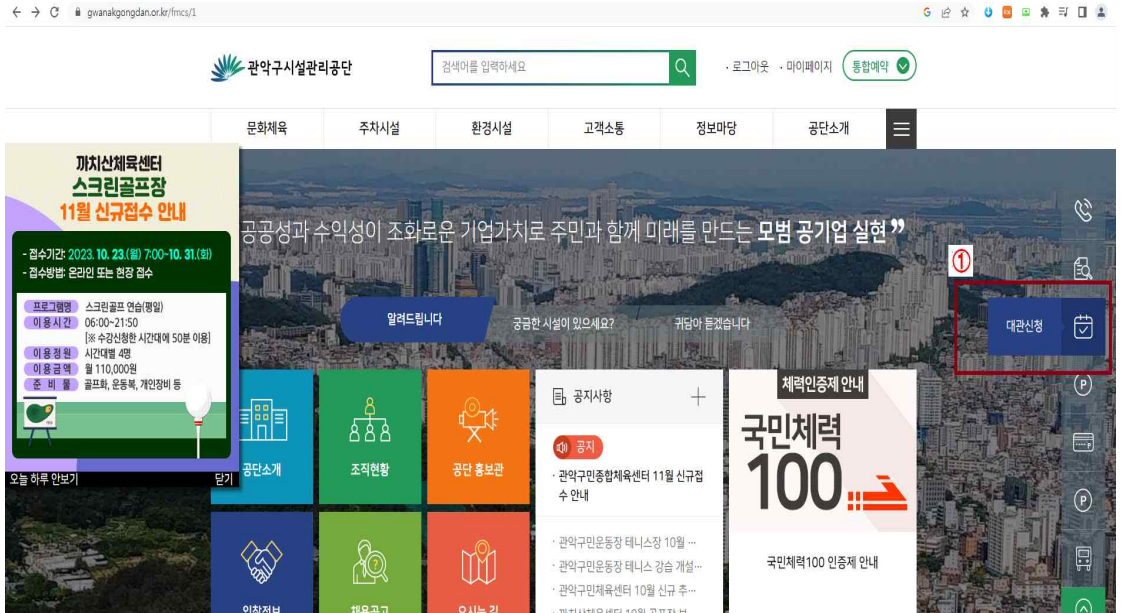 gwanakgongdan.or.kr/fmcs/1
관악구시설관리공단
검색어를 입력하세요
· 로그아웃 · 마이페이지
통합예약
문화체육 주차시설 환경시설 고객소통 정보마당 공단소개
까치산체육센터
스크린골프장
11월 신규접수 안내
- 접수기간: 2023. 10. 23.(월) 7:00~10. 31.(화)
- 접수방법: 온라인 또는 현장 접수
프로그램명 스크린골프 연습(평일)
이용시간 06:00~21:50
[※ 수강신청한 시간대에 50분 이용]
이용정원 시간대별 4명
이용금액 월 110,000원
준 비 물 골프화, 운동복, 개인장비 등
오늘 하루 안보기 닫기
공공성과 수익성이 조화로운 기업가치로 주민과 함께 미래를 만드는 모범 공기업 실현 ”
①
대관신청
알려드립니다 궁금한 시설이 있으세요? 귀담아 듣겠습니다
공단소개
조직현황
공단 홍보관
공지사항
공지
· 관악구민종합체육센터 11월 신규접
수 안내
· 관악구민운동장 테니스장 10월 ···
· 관악구민운동장 테니스 강습 개설···
· 관악구민체육센터 10월 신규 추···
체력인증제 안내
국민체력
100
국민체력100 인증제 안내
P
P
P
입찰정보
채용공고
오시는 길